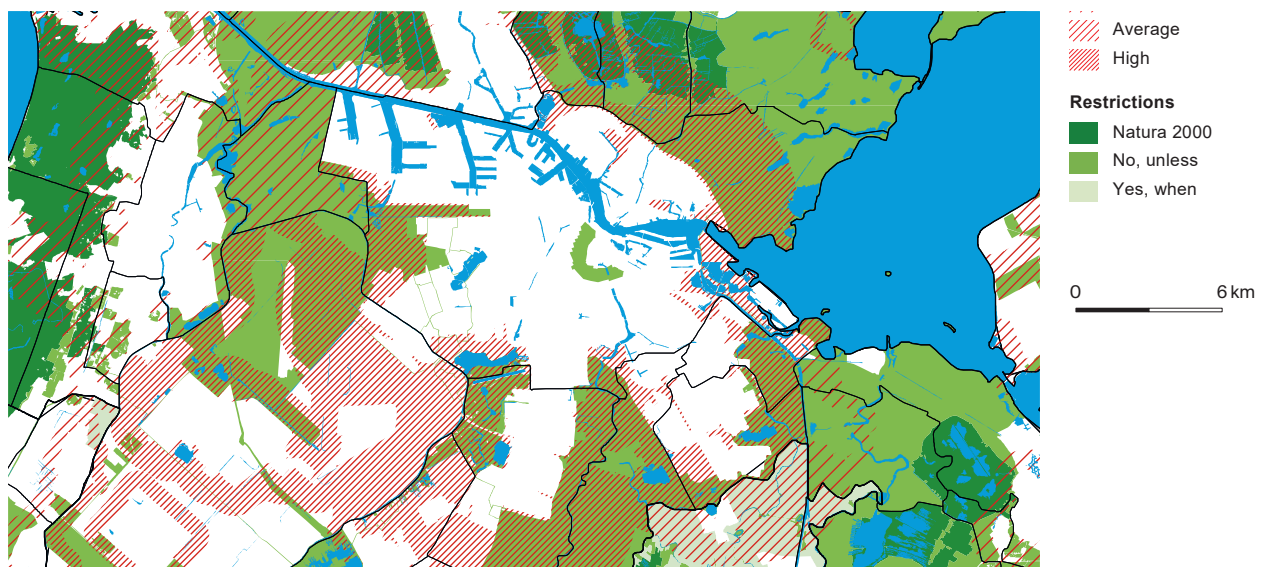 Average
High
Restrictions
Natura 2000
No, unless
Yes, when
0 6 km